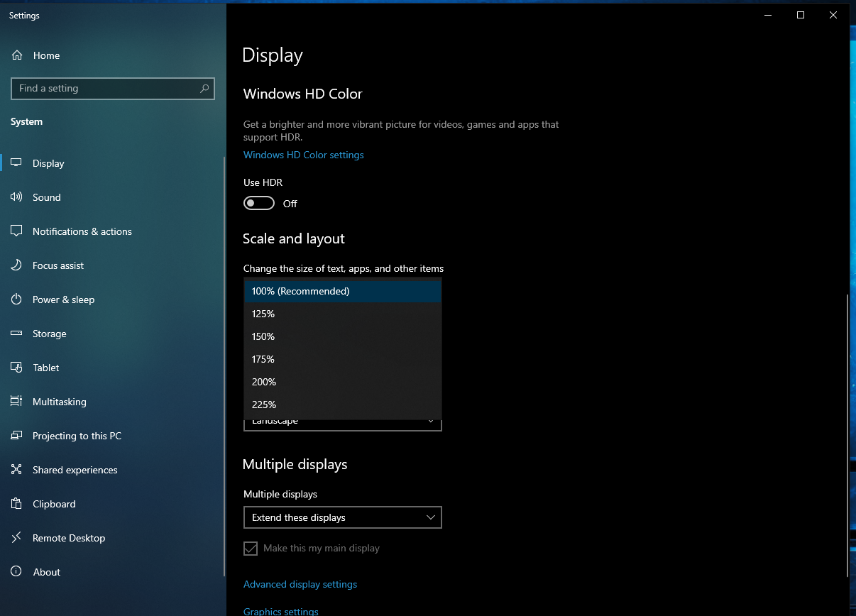 Settings
Home
Find a setting
System
Display
Sound
Notifications & actions
Focus assist
Power & sleep
Storage
Tablet
Multitasking
Projecting to this PC
Shared experiences
Clipboard
Remote Desktop
About
Display
Windows HD Color
Get a brighter and more vibrant picture for videos, games and apps that
support HDR.
Windows HD Color settings
Use HDR
Off
Scale and layout
Change the size of text, apps, and other items
100% (Recommended)
125%
150%
175%
200%
225%
Landscape
Multiple displays
Multiple displays
Extend these displays
Make this my main display
Advanced display settings
Graphics settings